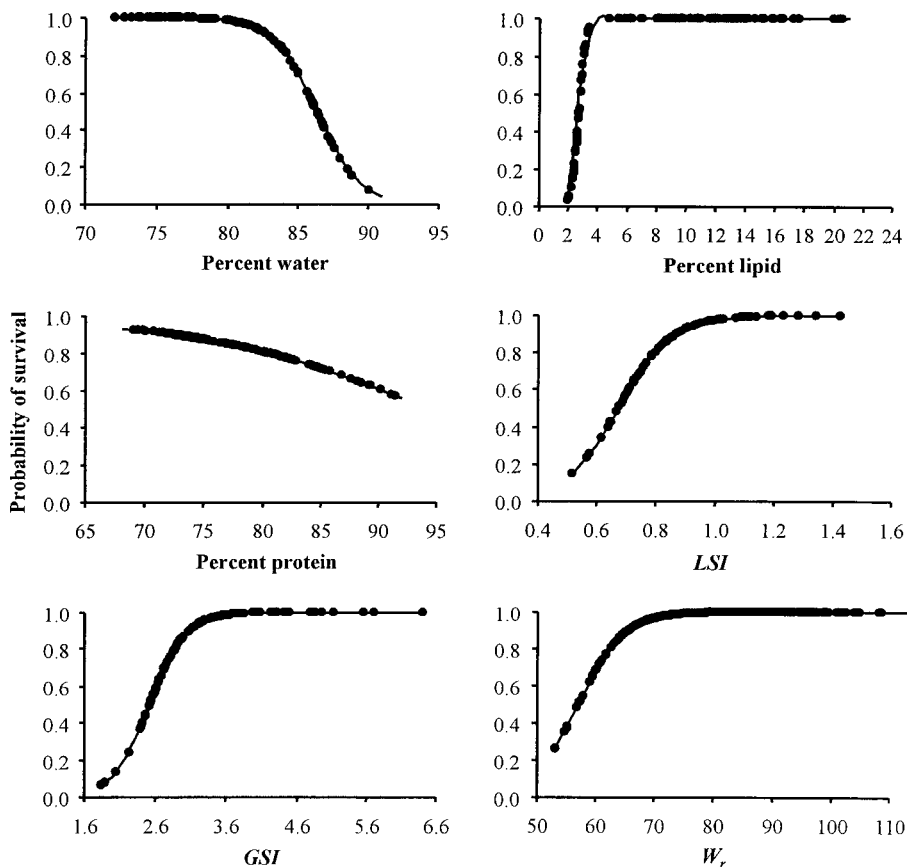 1.0
0.8
0.6
0.4
0.2
0.0
70 75 80 85 90 95
Percent water
1.0
0.8
0.6
0.4
0.2
0.0
0 2 4 6 8 10 12 14 16 18 20 22 24
Percent lipid
Probability of survival
1.0
0.8
0.6
0.4
0.2
0.0
65 70 75 80 85 90 95
Percent protein
1.0
0.8
0.6
0.4
0.2
0.0
0.4 0.6 0.8 1.0 1.2 1.4 1.6
LSI
1.0
0.8
0.6
0.4
0.2
0.0
1.6 2.6 3.6 4.6 5.6 6.6
GSI
1.0
0.8
0.6
0.4
0.2
0.0
50 60 70 80 90 100 110
Wr